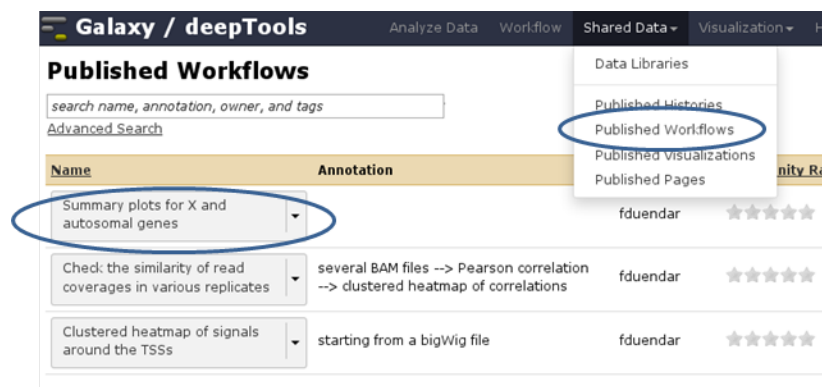 Galaxy / deepTools
Analyze Data Workflow Shared Data Visualization
Published Workflows
search name, annotation, owner, and tags
Advanced Search
Data Libraries
Published Histories
Published Workflows
Published Visualizations
Published Pages
Name Annotation
Summary plots for X and
autosomal genes
fduendar
Check the similarity of read
coverages in various replicates
several BAM files --> Pearson correlation
--> clustered heatmap of correlations
fduendar
Clustered heatmap of signals
around the TSSs
starting from a bigWig file
fduendar